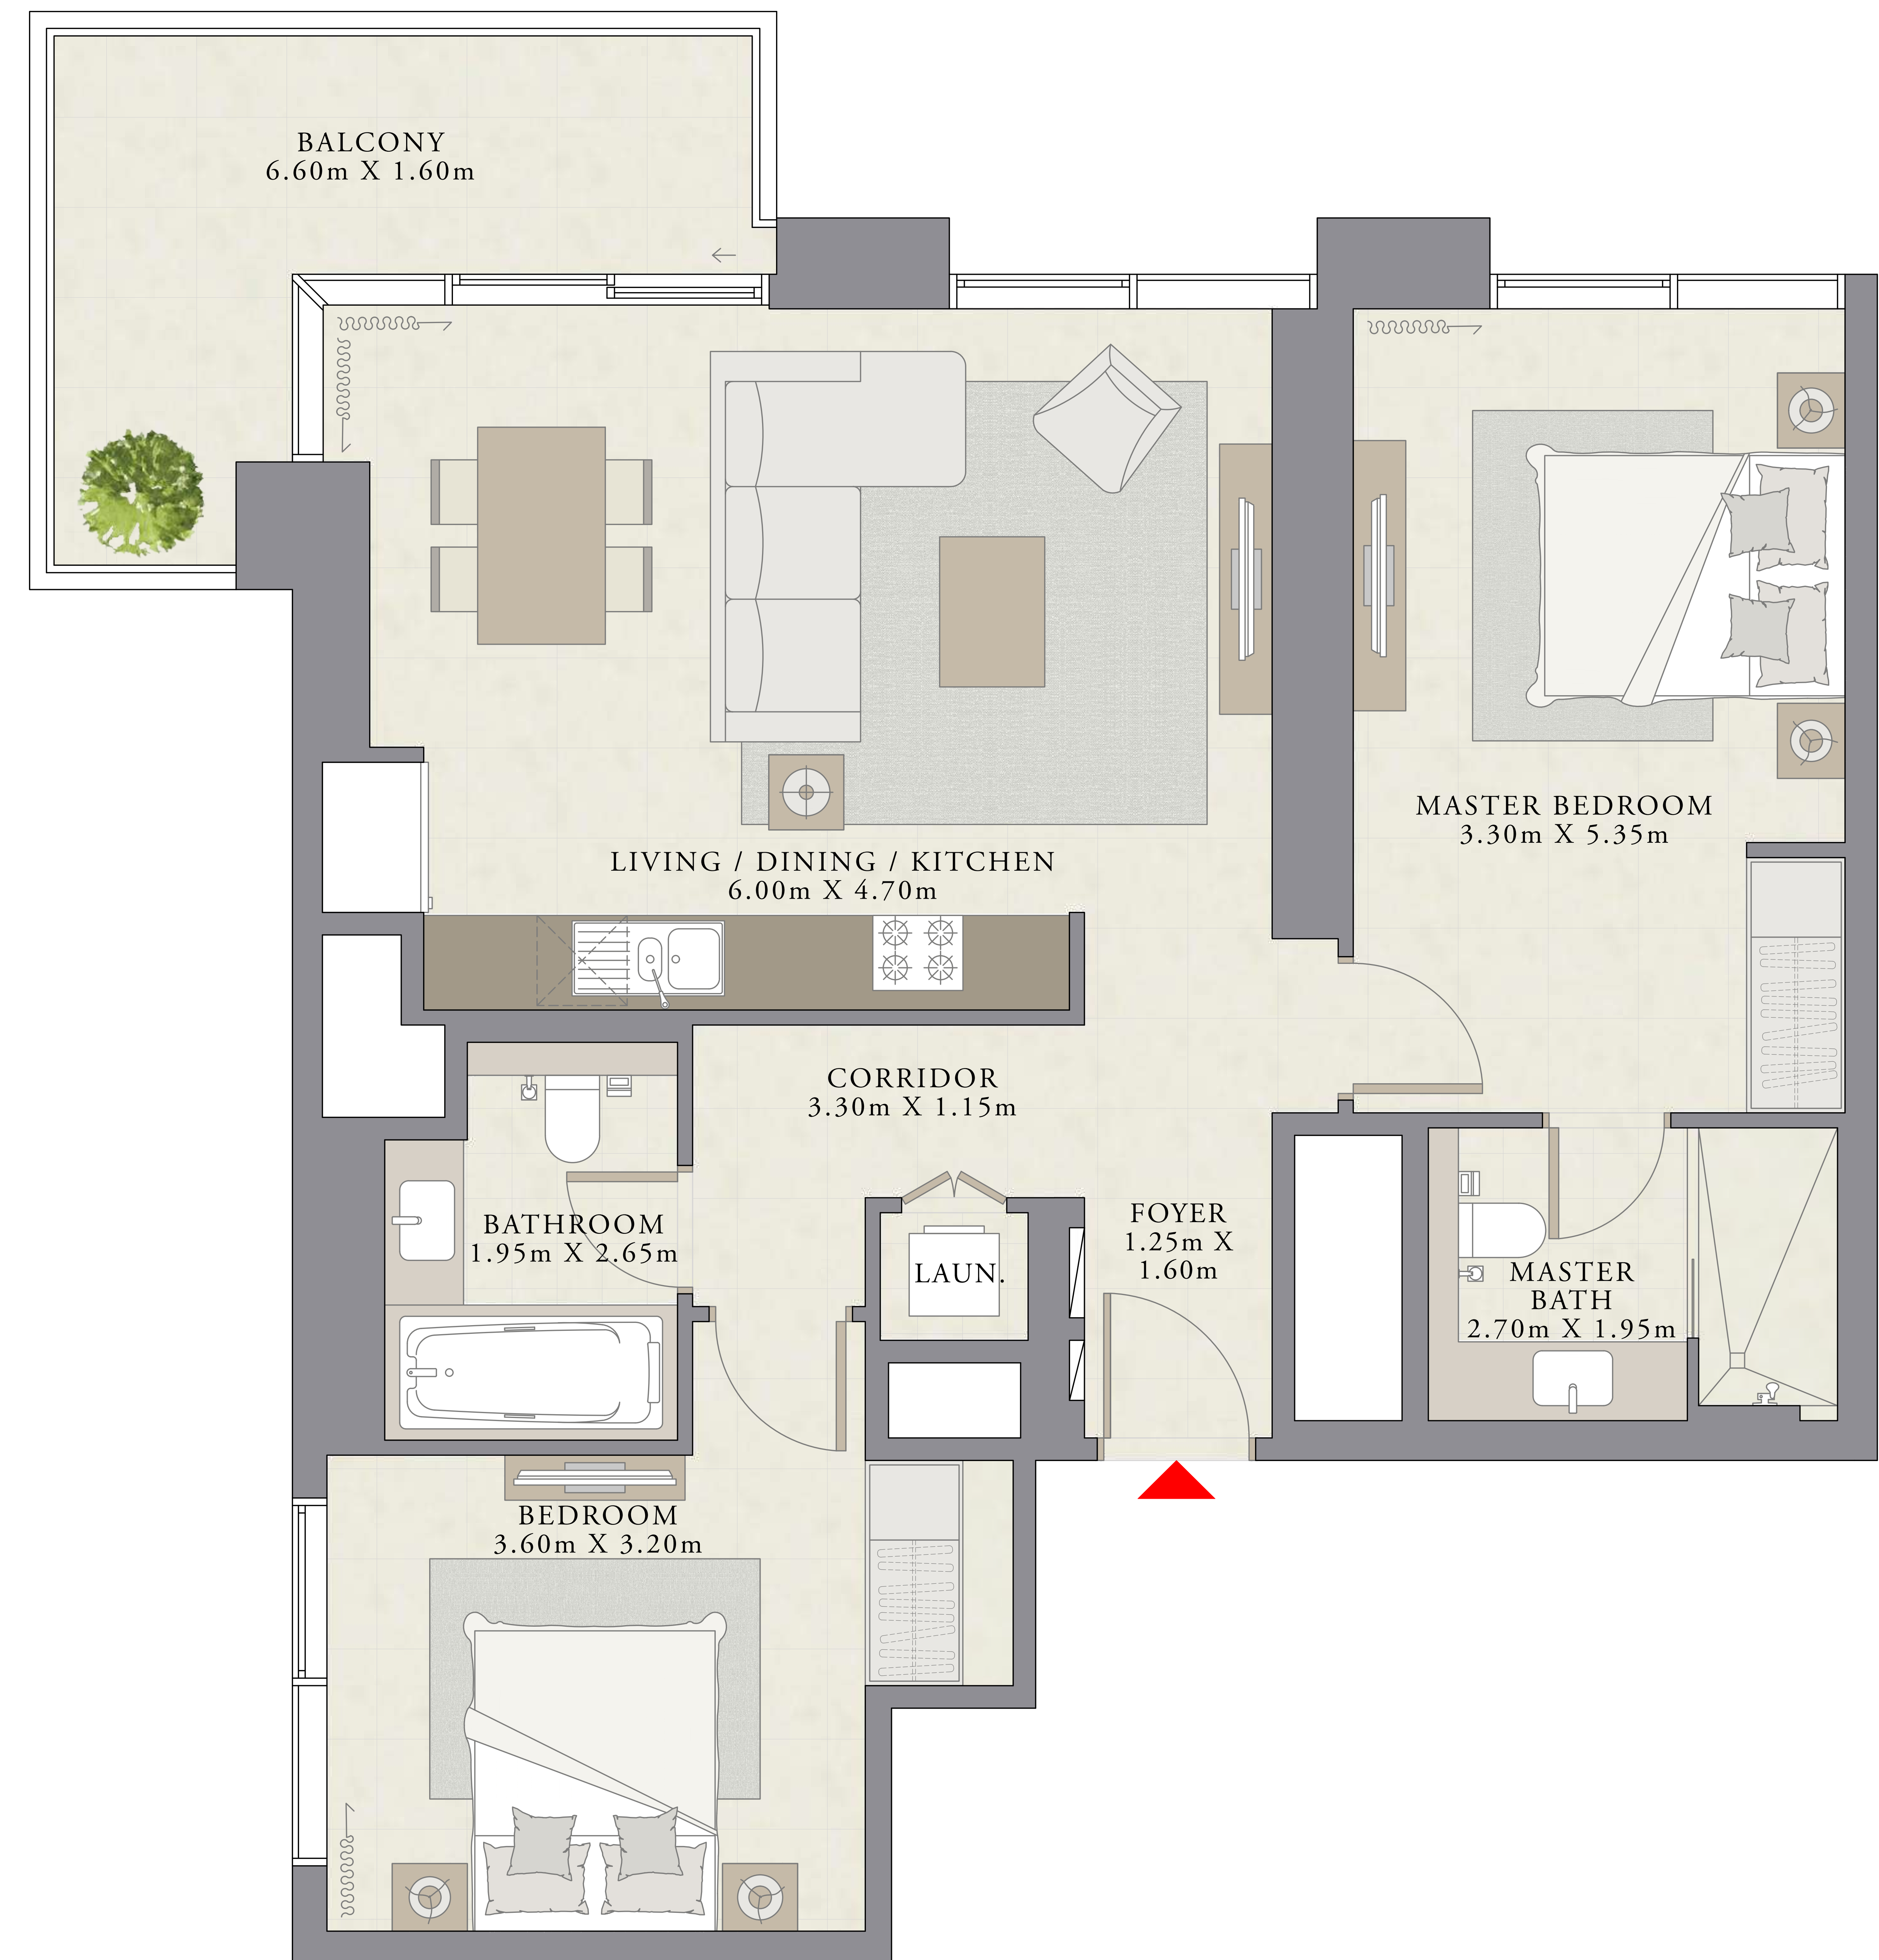 BALCONY
6.60m X 1.60m
MASTER BEDROOM
3.30m X 5.35m
LIVING / DINING / KITCHEN
6.00m X 4.70m
CORRIDOR
3.30m X 1.15m
FOYER
1.25m X
1.60m
BATHROOM
1.95m X 2.65m
LAUN.
MASTER
BATH
2.70m X 1.95m
BEDROOM
3.60m X 3.20m